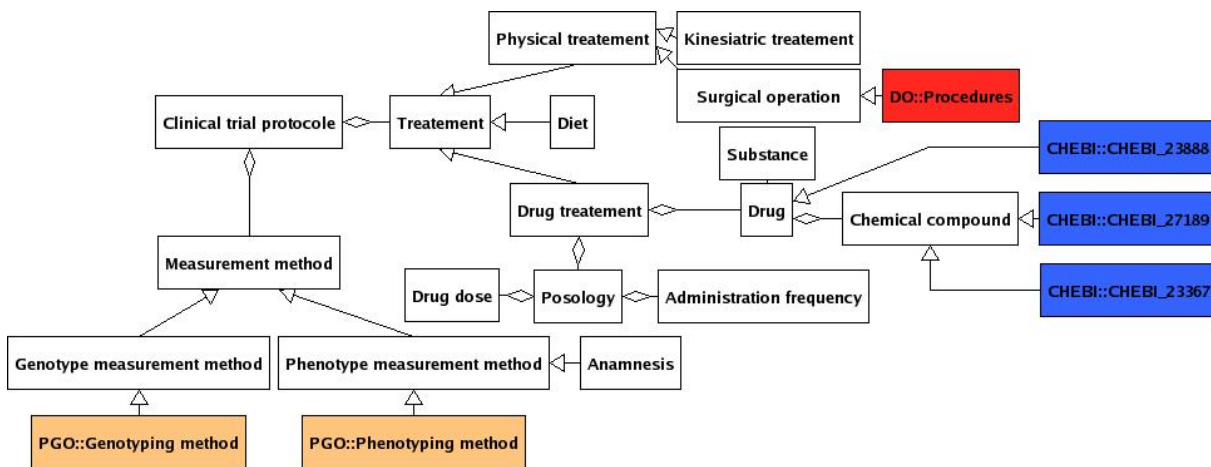 Physical treatement
Kinesiatric treatement
Surgical operation
DO::Procedures
Clinical trial protocole
Treatement
Diet
Substance
CHEBI::CHEBI_23888
Drug treatement
Drug
Chemical compound
CHEBI::CHEBI_27189
Measurement method
Drug dose
Posology
Administration frequency
CHEBI::CHEBI_23367
Genotype measurement method
Phenotype measurement method
Anamnesis
PGO::Genotyping method
PGO::Phenotyping method